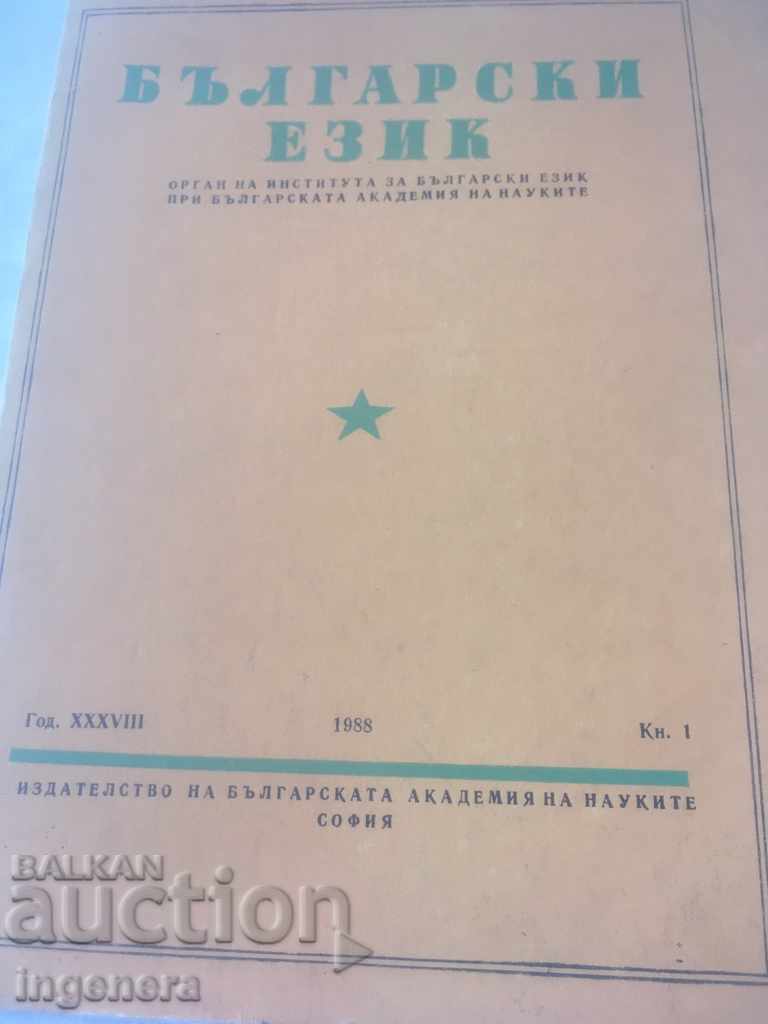 БЪЛГАРСКИ
ЕЗИК
ОРГАН НА ИНСТИТУТА ЗА БЪЛГАРСКИ ЕЗИК
ПРИ БЪЛГАРСКАТА АКАДЕМИЯ НА НАУКИТЕ
Год. XXXVIII 1988 Кн. 1
ИЗДАТЕЛСТВО НА БЪЛГАРСКАТА АКАДЕМИЯ НА НАУКИТЕ
СОФИЯ
BALKAN
auction
ingenera